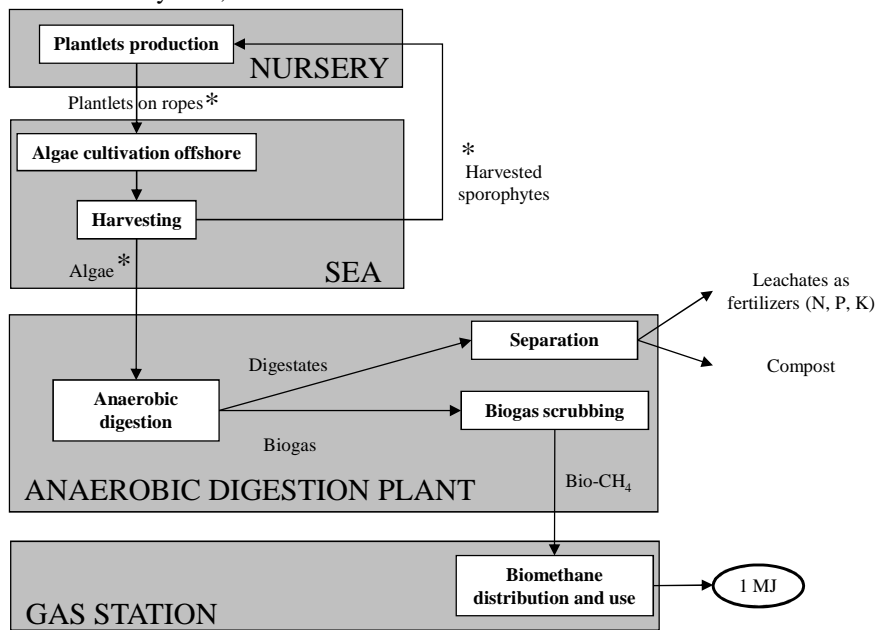 Plantlets production
NURSERY
Plantlets on ropes*
Algae cultivation offshore
*
Harvested
sporophytes
Harvesting
Algae*
SEA
Leachates as
fertilizers (N, P, K)
Separation
Digestates
Compost
Anaerobic
digestion
Biogas scrubbing
Biogas
Bio-CH₄
ANAEROBIC DIGESTION PLANT
Biomethane
distribution and use
1 MJ
GAS STATION